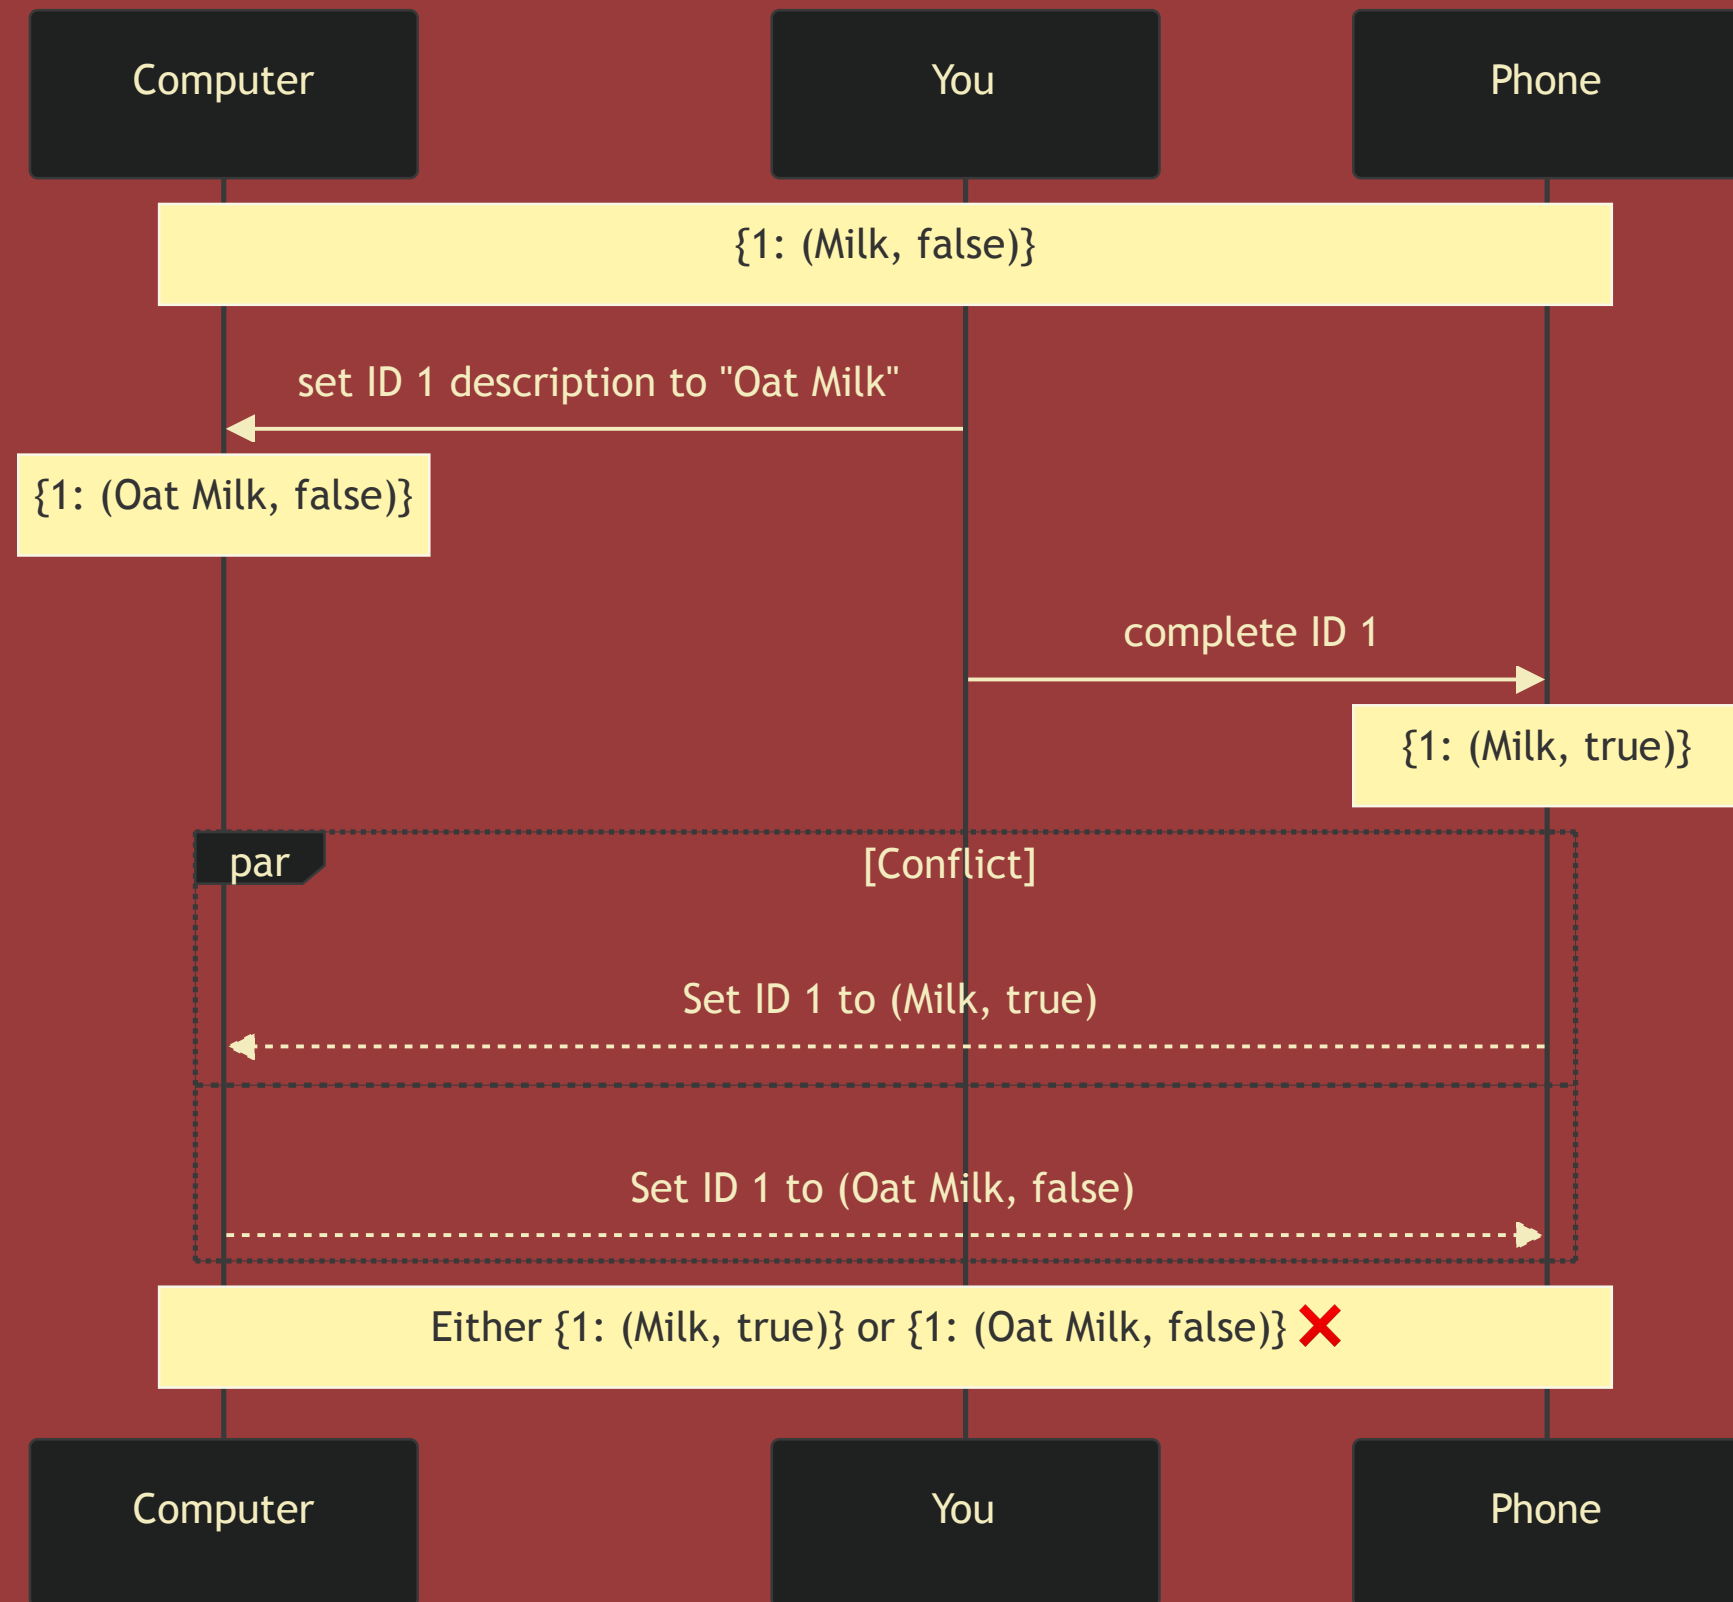 Computer
You
Phone
{1: (Milk, false)}
set ID 1 description to "Oat Milk"
{1: (Oat Milk, false)}
complete ID 1
{1: (Milk, true)}
par
[Conflict]
Set ID 1 to (Milk, true)
Set ID 1 to (Oat Milk, false)
Either {1: (Milk, true)} or {1: (Oat Milk, false)} ❌
Computer
You
Phone